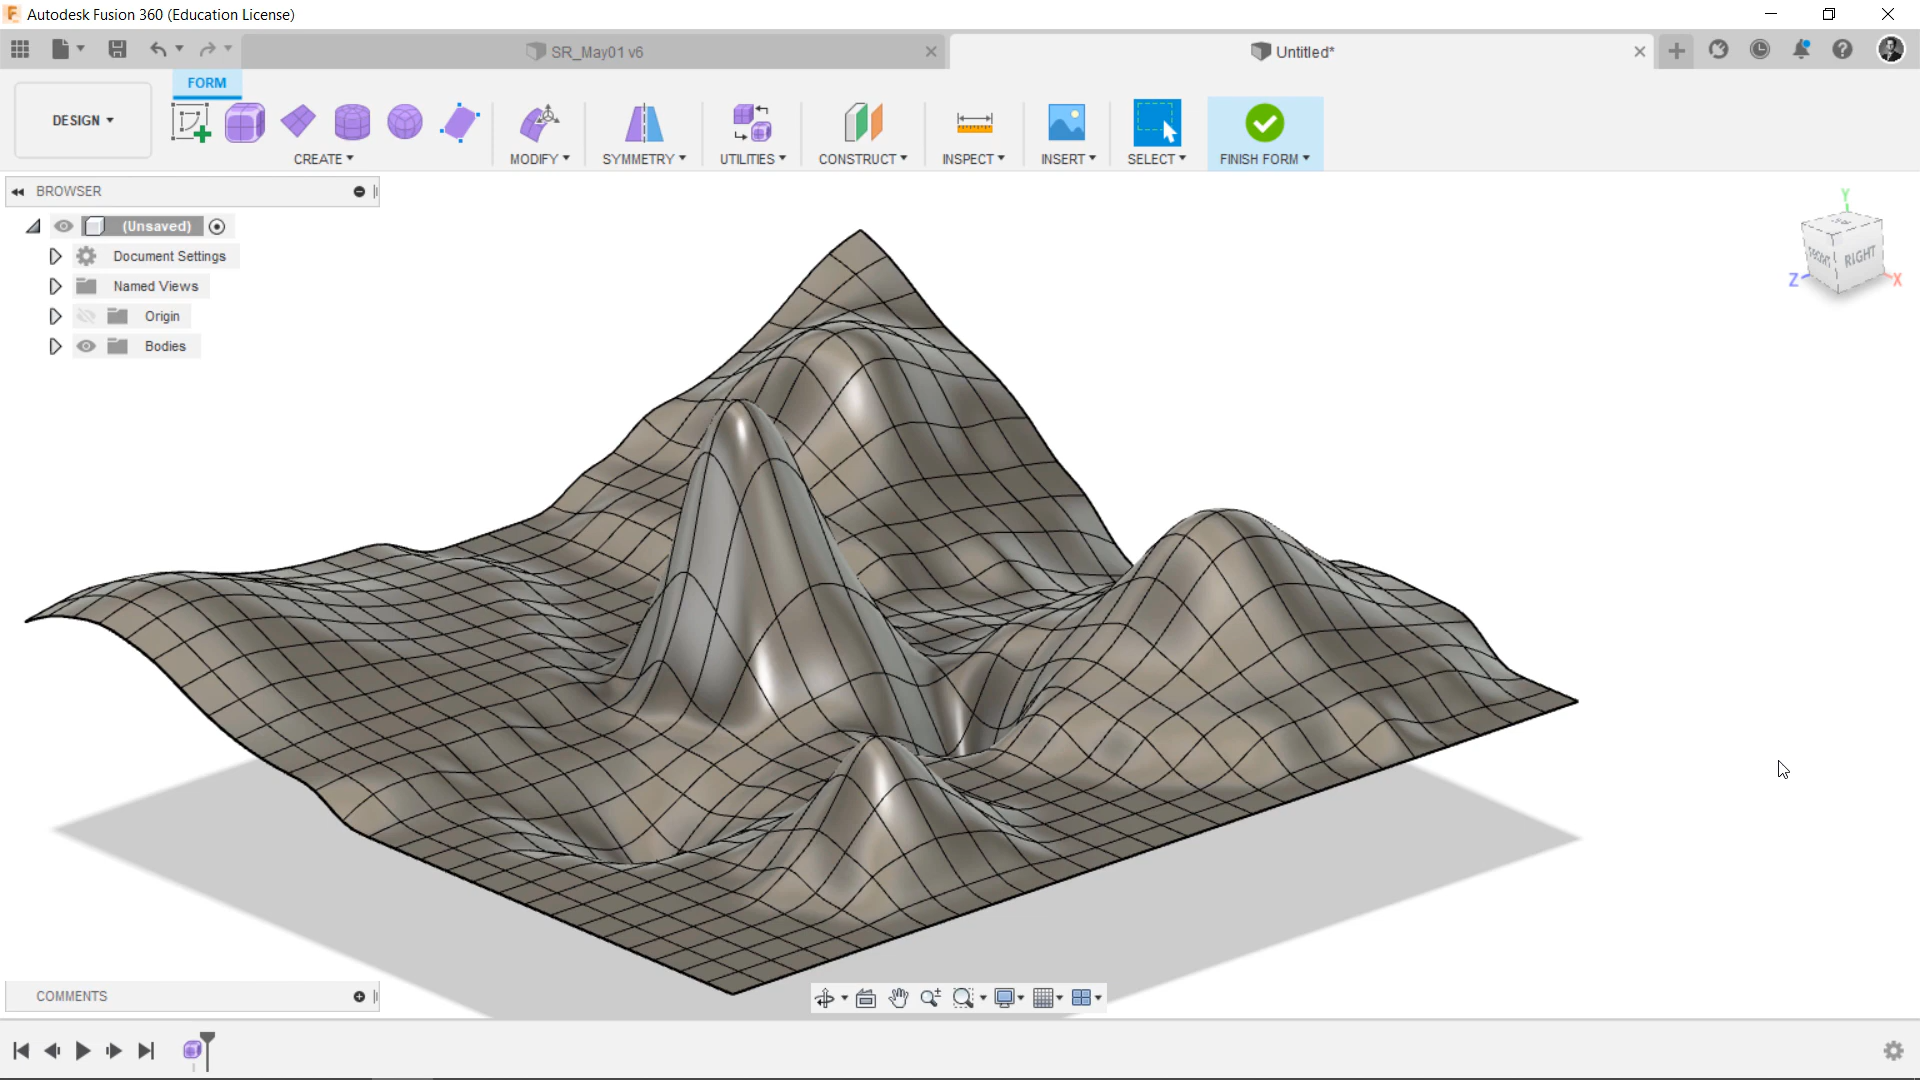 Autodesk Fusion 360 (Education License)
SR_May01 v6
Untitled*
FORM
DESIGN
CREATE
MODIFY
SYMMETRY
UTILITIES
CONSTRUCT
INSPECT
INSERT
SELECT
FINISH FORM
BROWSER
(Unsaved)
Document Settings
Named Views
Origin
Bodies
Y
RIGHT
Z
X
COMMENTS